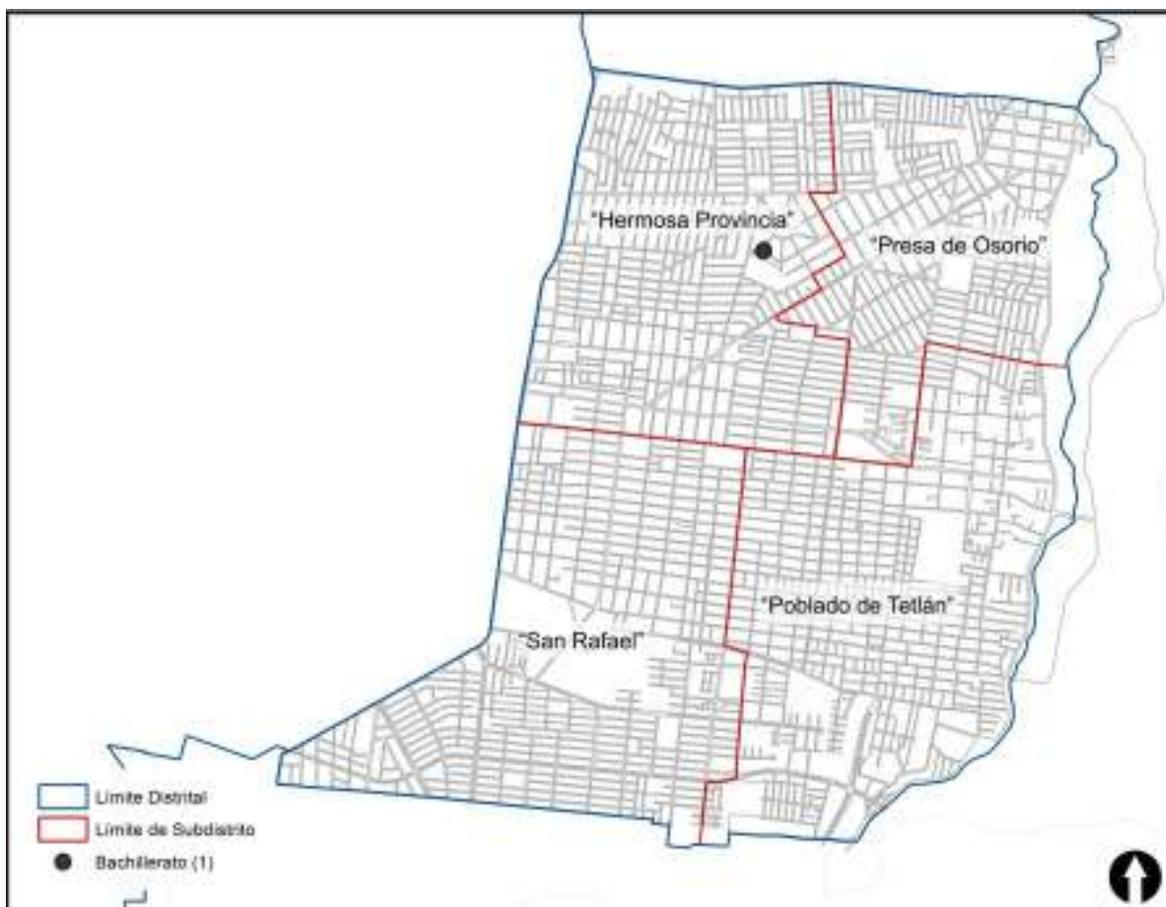 “Hermosa Provincia”
“Presa de Osorio”
“Poblado de Tetlán”
“San Rafael”
Límite Distrital
Límite de Subdistrito
Bachillerato (1)